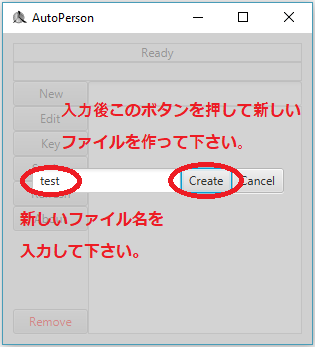 AutoPerson
Ready
New
入力後このボタンを押して新しい
Edit
ファイルを作って下さい。
Key
test
Create
Cancel
新しいファイル名を
入力して下さい。
Remove